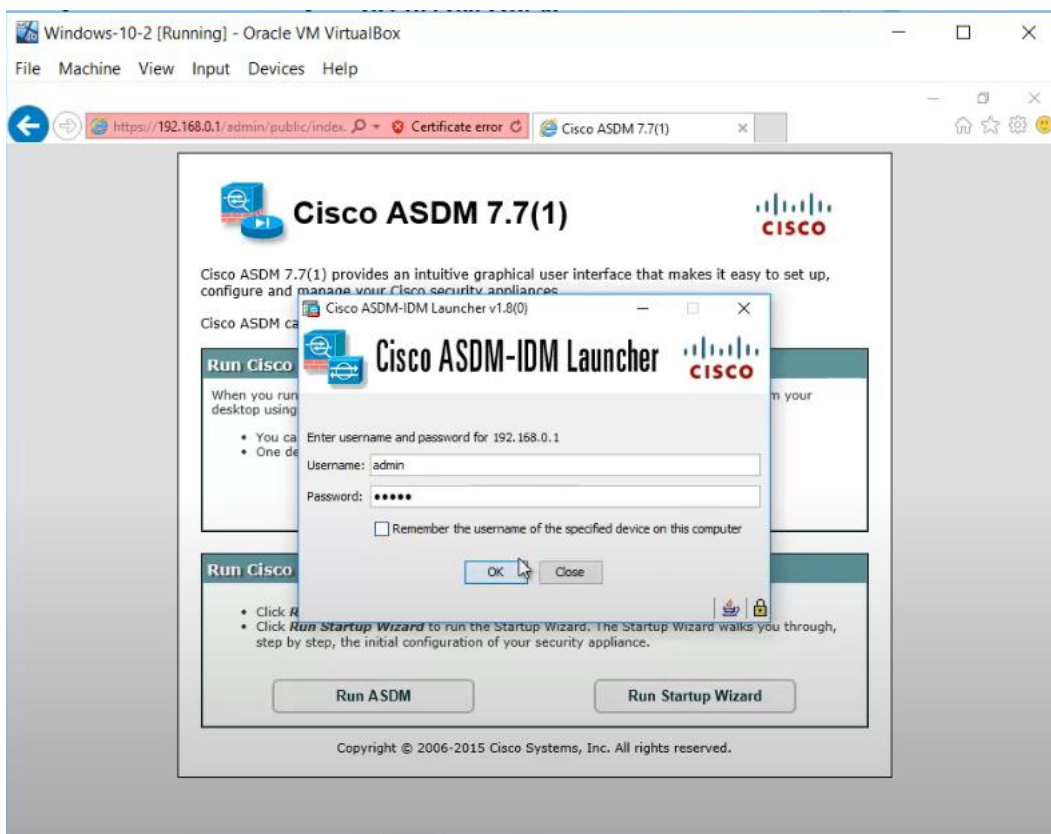 Windows-10-2 [Running] - Oracle VM VirtualBox
File Machine View Input Devices Help
https://192.168.0.1/admin/public/index. Certificate error Cisco ASDM 7.7(1)
Cisco ASDM 7.7(1)
CISCO
Cisco ASDM 7.7(1) provides an intuitive graphical user interface that makes it easy to set up,
configure and manage your Cisco security appliances.
Cisco ASDM ca
Cisco ASDM-IDM Launcher v1.8(0)
Cisco ASDM-IDM Launcher
CISCO
Run Cisco
When you run
m your
desktop using
• You ca
• One de
Enter username and password for 192.168.0.1
Username: admin
Password: •••••
Remember the username of the specified device on this computer
OK Close
Run Cisco
• Click R
• Click Run Startup Wizard to run the Startup Wizard. The Startup Wizard walks you through,
step by step, the initial configuration of your security appliance.
Run ASDM Run Startup Wizard
Copyright © 2006-2015 Cisco Systems, Inc. All rights reserved.